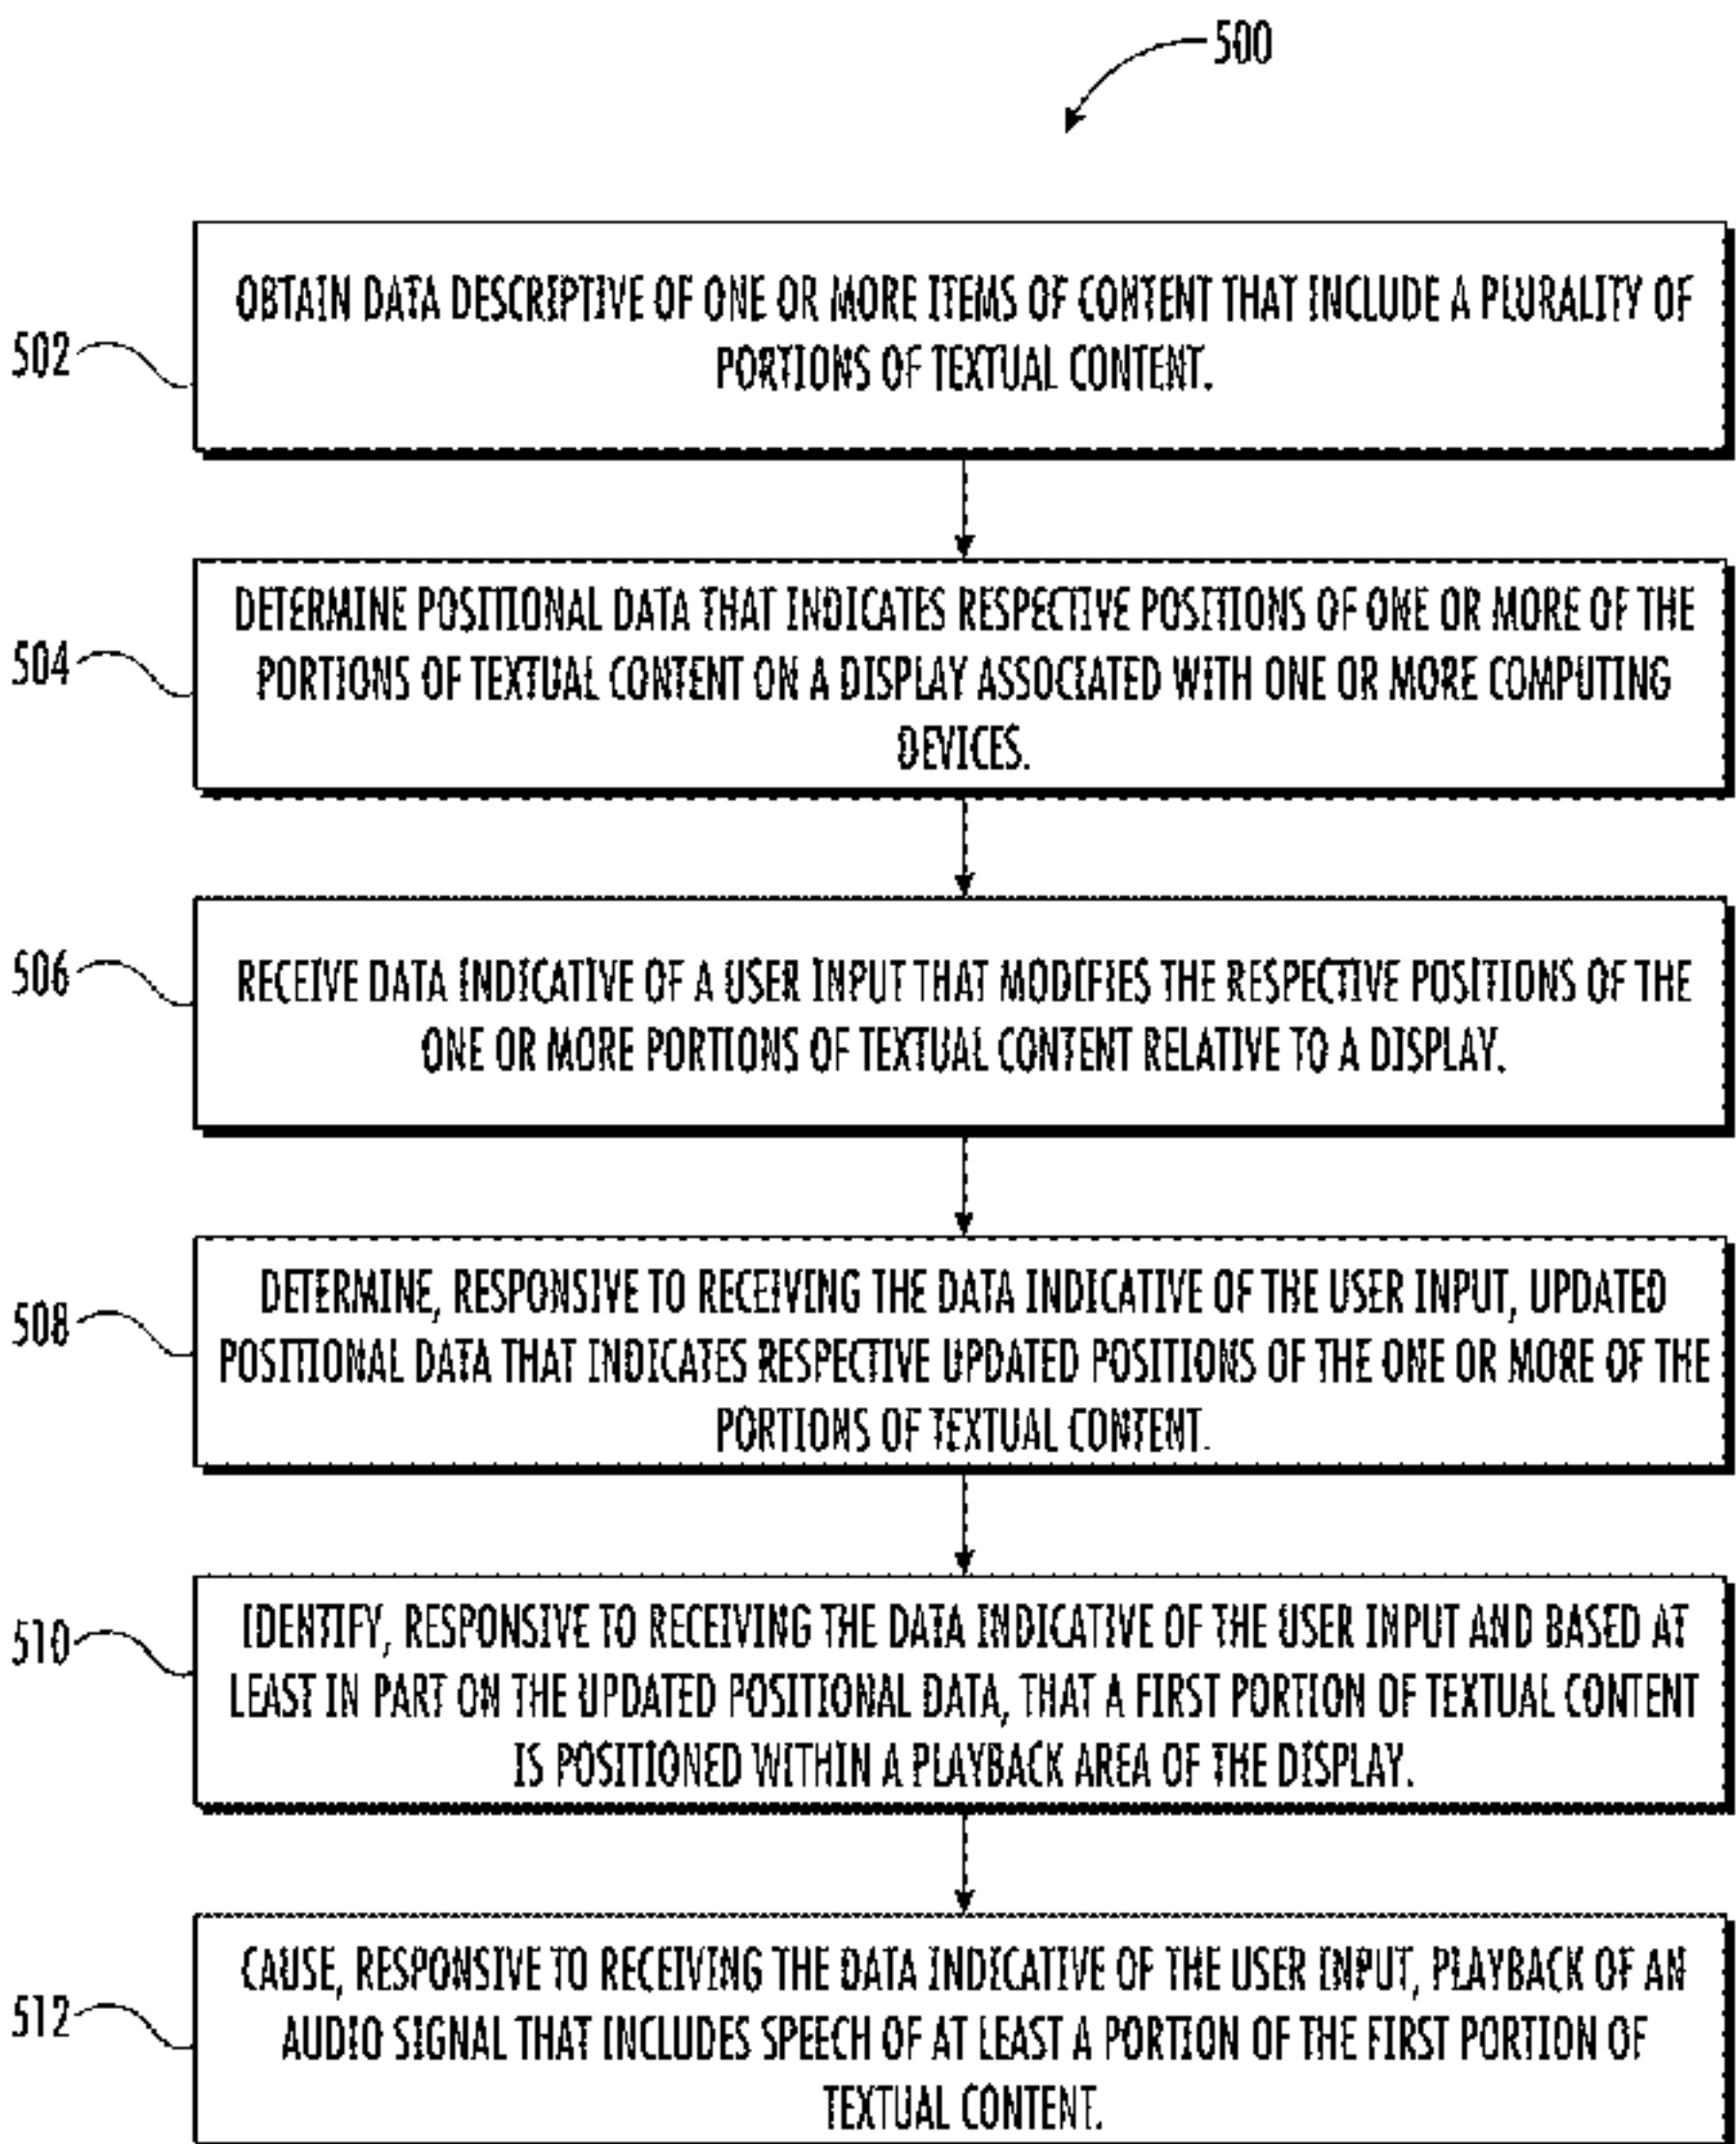 500
502
OBTAIN DATA DESCRIPTIVE OF ONE OR MORE ITEMS OF CONTENT THAT INCLUDE A PLURALITY OF
PORTIONS OF TEXTUAL CONTENT.
504
DETERMINE POSITIONAL DATA THAT INDICATES RESPECTIVE POSITIONS OF ONE OR MORE OF THE
PORTIONS OF TEXTUAL CONTENT ON A DISPLAY ASSOCIATED WITH ONE OR MORE COMPUTING
DEVICES.
506
RECEIVE DATA INDICATIVE OF A USER INPUT THAT MODIFIES THE RESPECTIVE POSITIONS OF THE
ONE OR MORE PORTIONS OF TEXTUAL CONTENT RELATIVE TO A DISPLAY.
508
DETERMINE, RESPONSIVE TO RECEIVING THE DATA INDICATIVE OF THE USER INPUT, UPDATED
POSITIONAL DATA THAT INDICATES RESPECTIVE UPDATED POSITIONS OF THE ONE OR MORE OF THE
PORTIONS OF TEXTUAL CONTENT.
510
IDENTIFY, RESPONSIVE TO RECEIVING THE DATA INDICATIVE OF THE USER INPUT AND BASED AT
LEAST IN PART ON THE UPDATED POSITIONAL DATA, THAT A FIRST PORTION OF TEXTUAL CONTENT
IS POSITIONED WITHIN A PLAYBACK AREA OF THE DISPLAY.
512
CAUSE, RESPONSIVE TO RECEIVING THE DATA INDICATIVE OF THE USER INPUT, PLAYBACK OF AN
AUDIO SIGNAL THAT INCLUDES SPEECH OF AT LEAST A PORTION OF THE FIRST PORTION OF
TEXTUAL CONTENT.